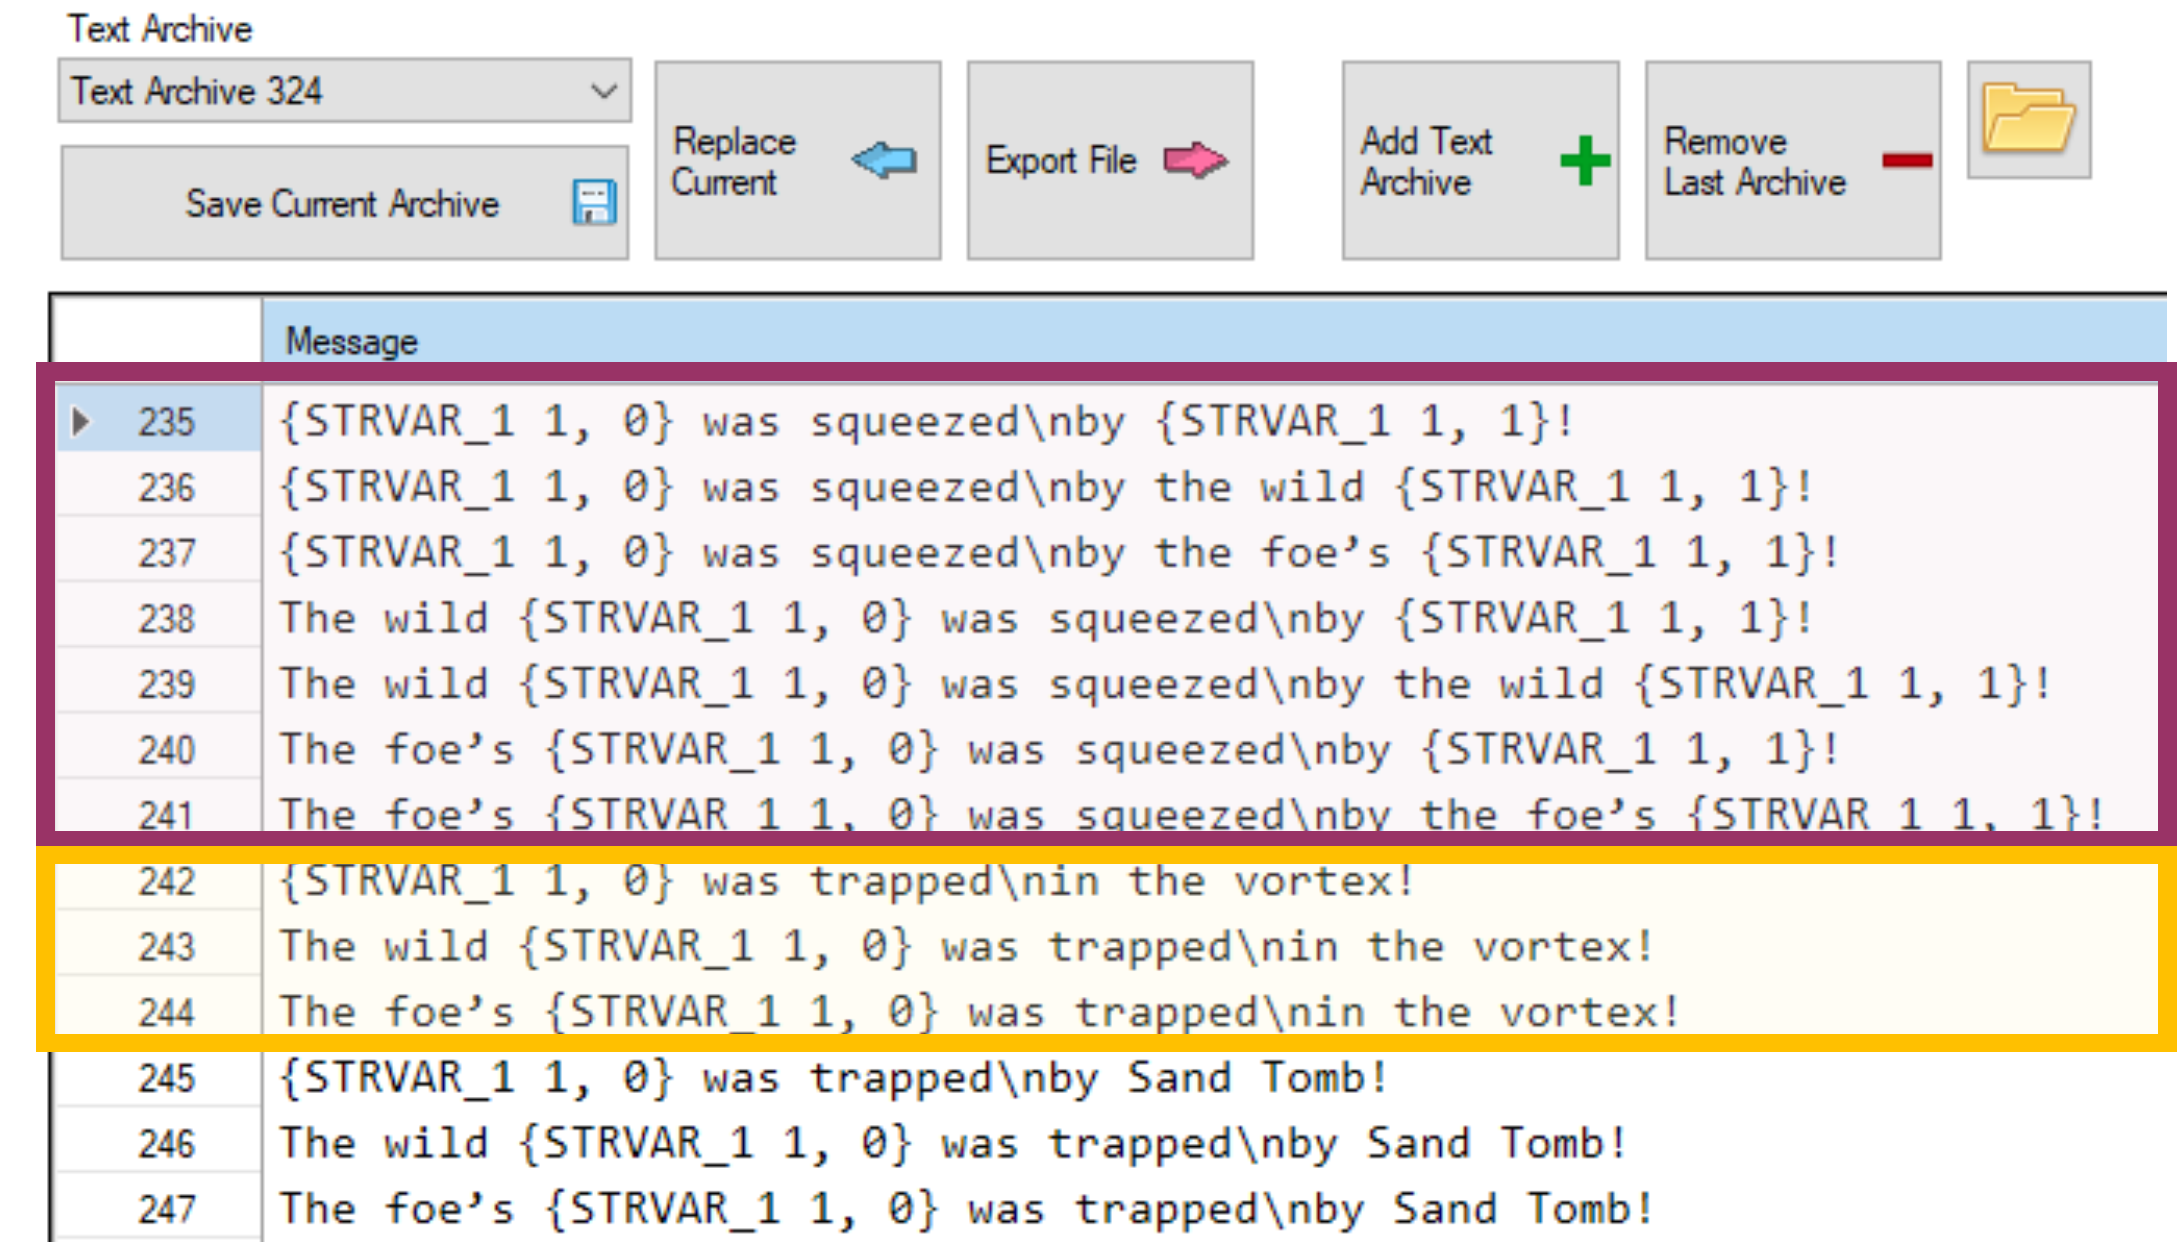 Text Archive
Text Archive 324
Save Current Archive
Replace
Current
Export File
Add Text
Archive
Remove
Last Archive
Message
235 {STRVAR_1 1, 0} was squeezed\nby {STRVAR_1 1, 1}!
236 {STRVAR_1 1, 0} was squeezed\nby the wild {STRVAR_1 1, 1}!
237 {STRVAR_1 1, 0} was squeezed\nby the foe’s {STRVAR_1 1, 1}!
238 The wild {STRVAR_1 1, 0} was squeezed\nby {STRVAR_1 1, 1}!
239 The wild {STRVAR_1 1, 0} was squeezed\nby the wild {STRVAR_1 1, 1}!
240 The foe’s {STRVAR_1 1, 0} was squeezed\nby {STRVAR_1 1, 1}!
241 The foe’s {STRVAR_1 1, 0} was squeezed\nby the foe’s {STRVAR_1 1, 1}!
242 {STRVAR_1 1, 0} was trapped\nin the vortex!
243 The wild {STRVAR_1 1, 0} was trapped\nin the vortex!
244 The foe’s {STRVAR_1 1, 0} was trapped\nin the vortex!
245 {STRVAR_1 1, 0} was trapped\nby Sand Tomb!
246 The wild {STRVAR_1 1, 0} was trapped\nby Sand Tomb!
247 The foe’s {STRVAR_1 1, 0} was trapped\nby Sand Tomb!